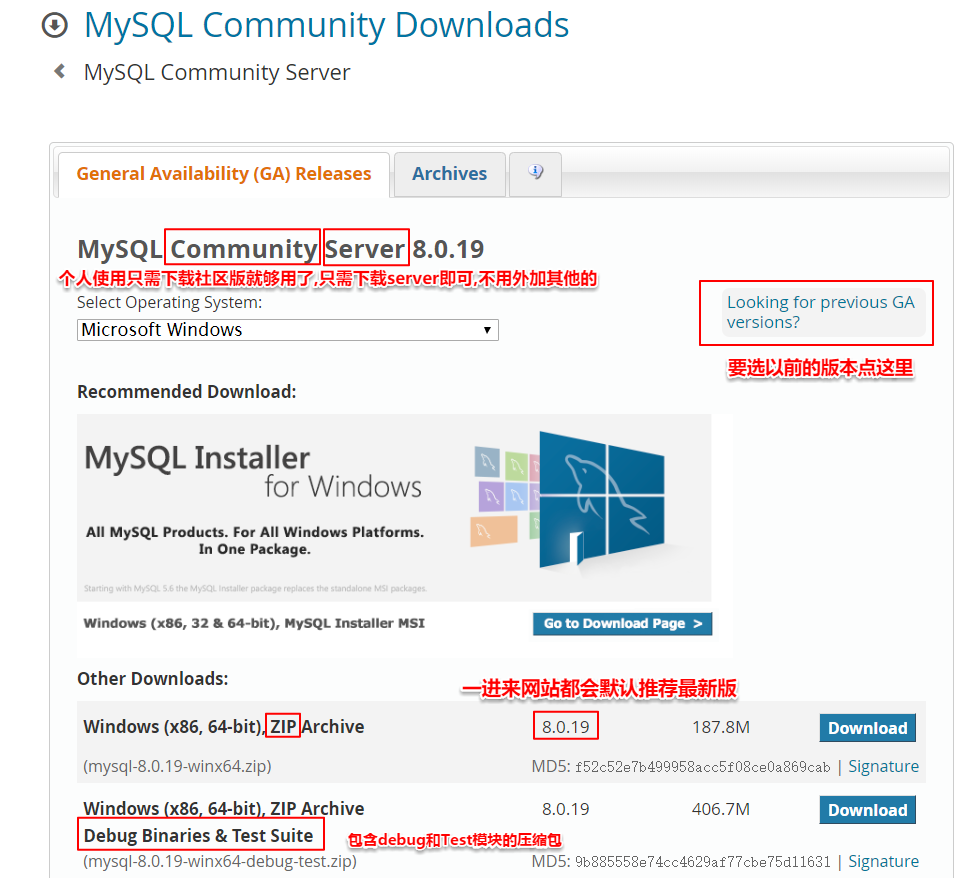 MySQL Community Downloads
MySQL Community Server
General Availability (GA) Releases
Archives
MySQL Community Server 8.0.19
个人使用只需下载社区版就够用了,只需下载server即可,不用外加其他的
Select Operating System:
Microsoft Windows
Looking for previous GA
versions?
要选以前的版本点这里
Recommended Download:
MySQL Installer
for Windows
All MySQL Products. For All Windows Platforms.
In One Package.
Starting with MySQL 5.6 the MySQL Installer package replaces the standalone MSI packages.
Windows (x86, 32 & 64-bit), MySQL Installer MSI
Go to Download Page >
Other Downloads:
一进来网站都会默认推荐最新版
Windows (x86, 64-bit), ZIP Archive 8.0.19 187.8M Download
(mysql-8.0.19-winx64.zip) MD5: f52c52e7b499958acc5f08ce0a869cab | Signature
Windows (x86, 64-bit), ZIP Archive 8.0.19 406.7M Download
Debug Binaries & Test Suite 包含debug和Test模块的压缩包
(mysql-8.0.19-winx64-debug-test.zip) MD5: 9b885558e74cc4629af77cbe75d11631 | Signature